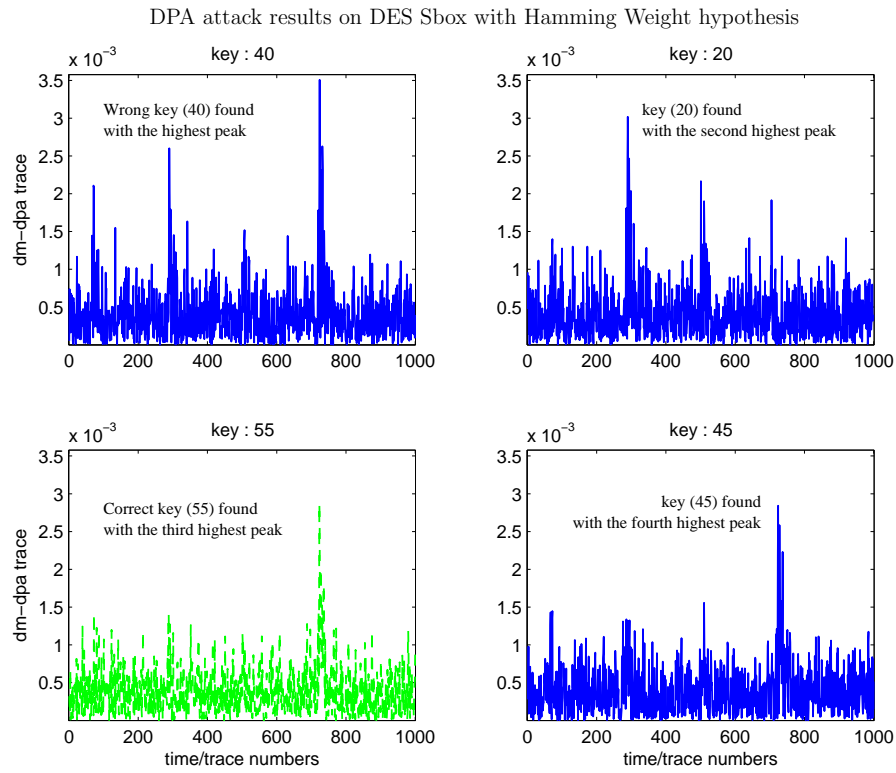 DPA attack results on DES Sbox with Hamming Weight hypothesis
x 10⁻³
key : 40
3.5
3
2.5
2
1.5
1
0.5
dm−dpa trace
Wrong key (40) found
with the highest peak
0 200 400 600 800 1000
x 10⁻³
key : 20
3.5
3
2.5
2
1.5
1
0.5
key (20) found
with the second highest peak
0 200 400 600 800 1000
x 10⁻³
key : 55
3.5
3
2.5
2
1.5
1
0.5
dm−dpa trace
Correct key (55) found
with the third highest peak
0 200 400 600 800 1000
time/trace numbers
x 10⁻³
key : 45
3.5
3
2.5
2
1.5
1
0.5
key (45) found
with the fourth highest peak
0 200 400 600 800 1000
time/trace numbers